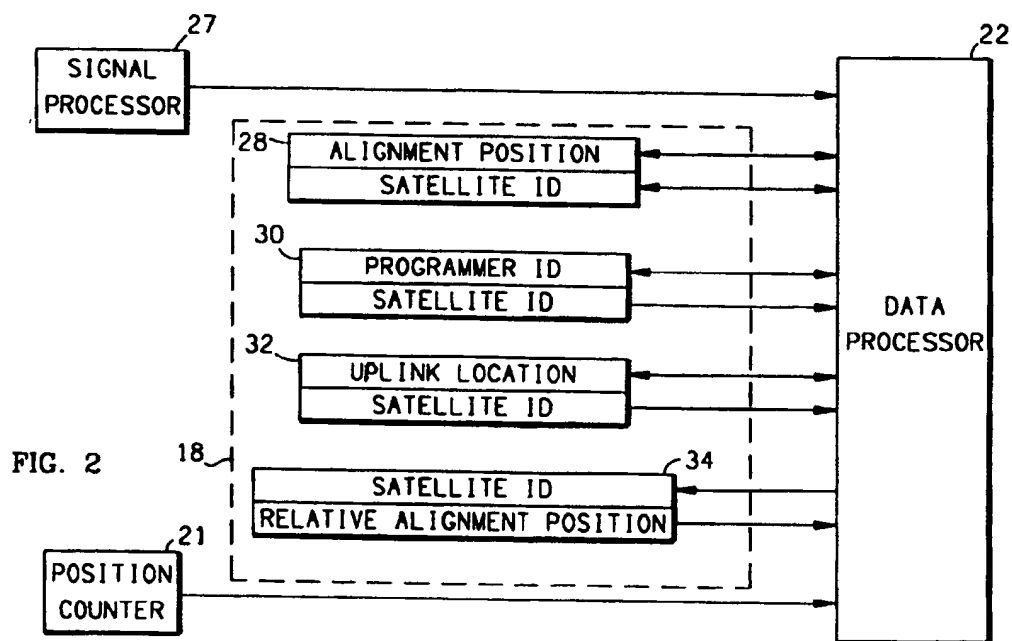 27
SIGNAL
PROCESSOR
22
28
ALIGNMENT POSITION
SATELLITE ID
30
PROGRAMMER ID
SATELLITE ID
DATA
PROCESSOR
32
UPLINK LOCATION
SATELLITE ID
FIG. 2
18
34
SATELLITE ID
RELATIVE ALIGNMENT POSITION
21
POSITION
COUNTER